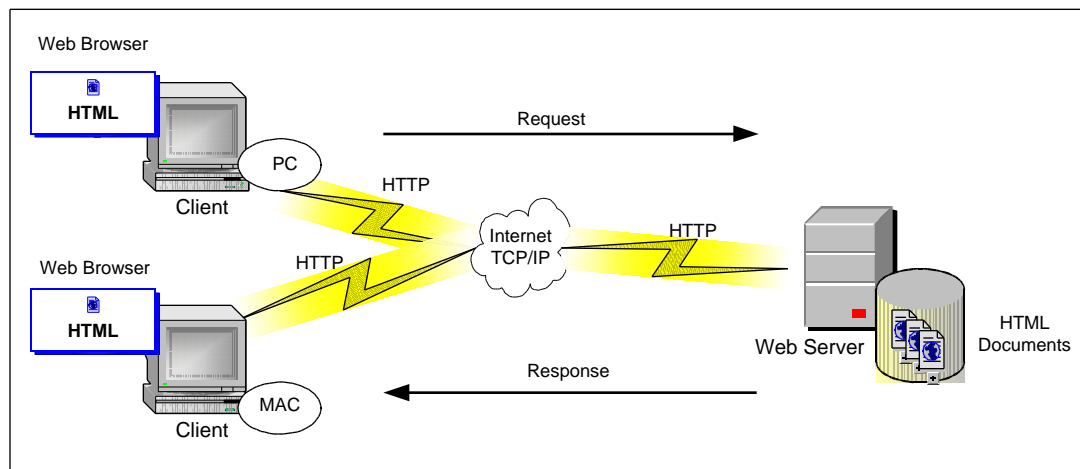 Web Browser
HTML
PC
Client
Request
HTTP
Internet
TCP/IP
HTTP
Web Browser
HTML
HTTP
MAC
Client
Web Server
HTML
Documents
Response